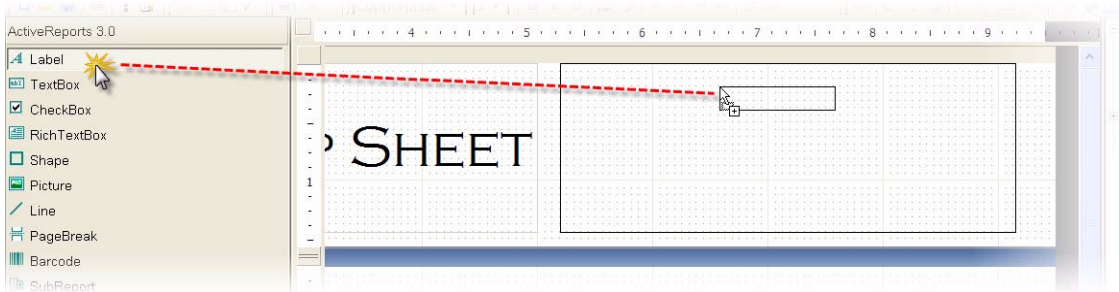 ActiveReports 3.0
4 5 6 7 8 9
Label
TextBox
CheckBox
RichTextBox
Shape
Picture
Line
PageBreak
Barcode
SubReport
SHEET
1